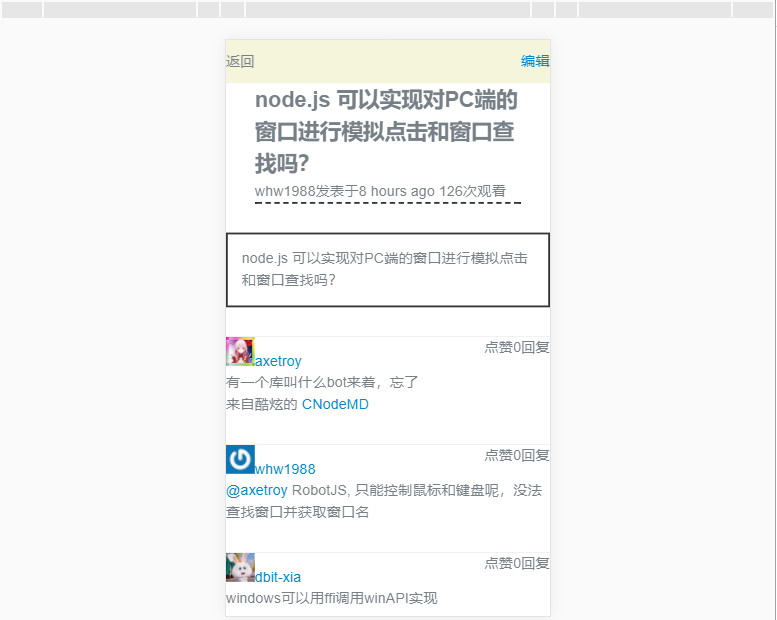 返回 编辑
node.js 可以实现对PC端的
窗口进行模拟点击和窗口查
找吗？
whw1988发表于8 hours ago 126次观看
node.js 可以实现对PC端的窗口进行模拟点击
和窗口查找吗？
axetroy 点赞0回复
有一个库叫什么bot来着，忘了
来自酷炫的 CNodeMD
whw1988 点赞0回复
@axetroy RobotJS, 只能控制鼠标和键盘呢，没法
查找窗口并获取窗口名
dbit-xia 点赞0回复
windows可以用ffi调用winAPI实现